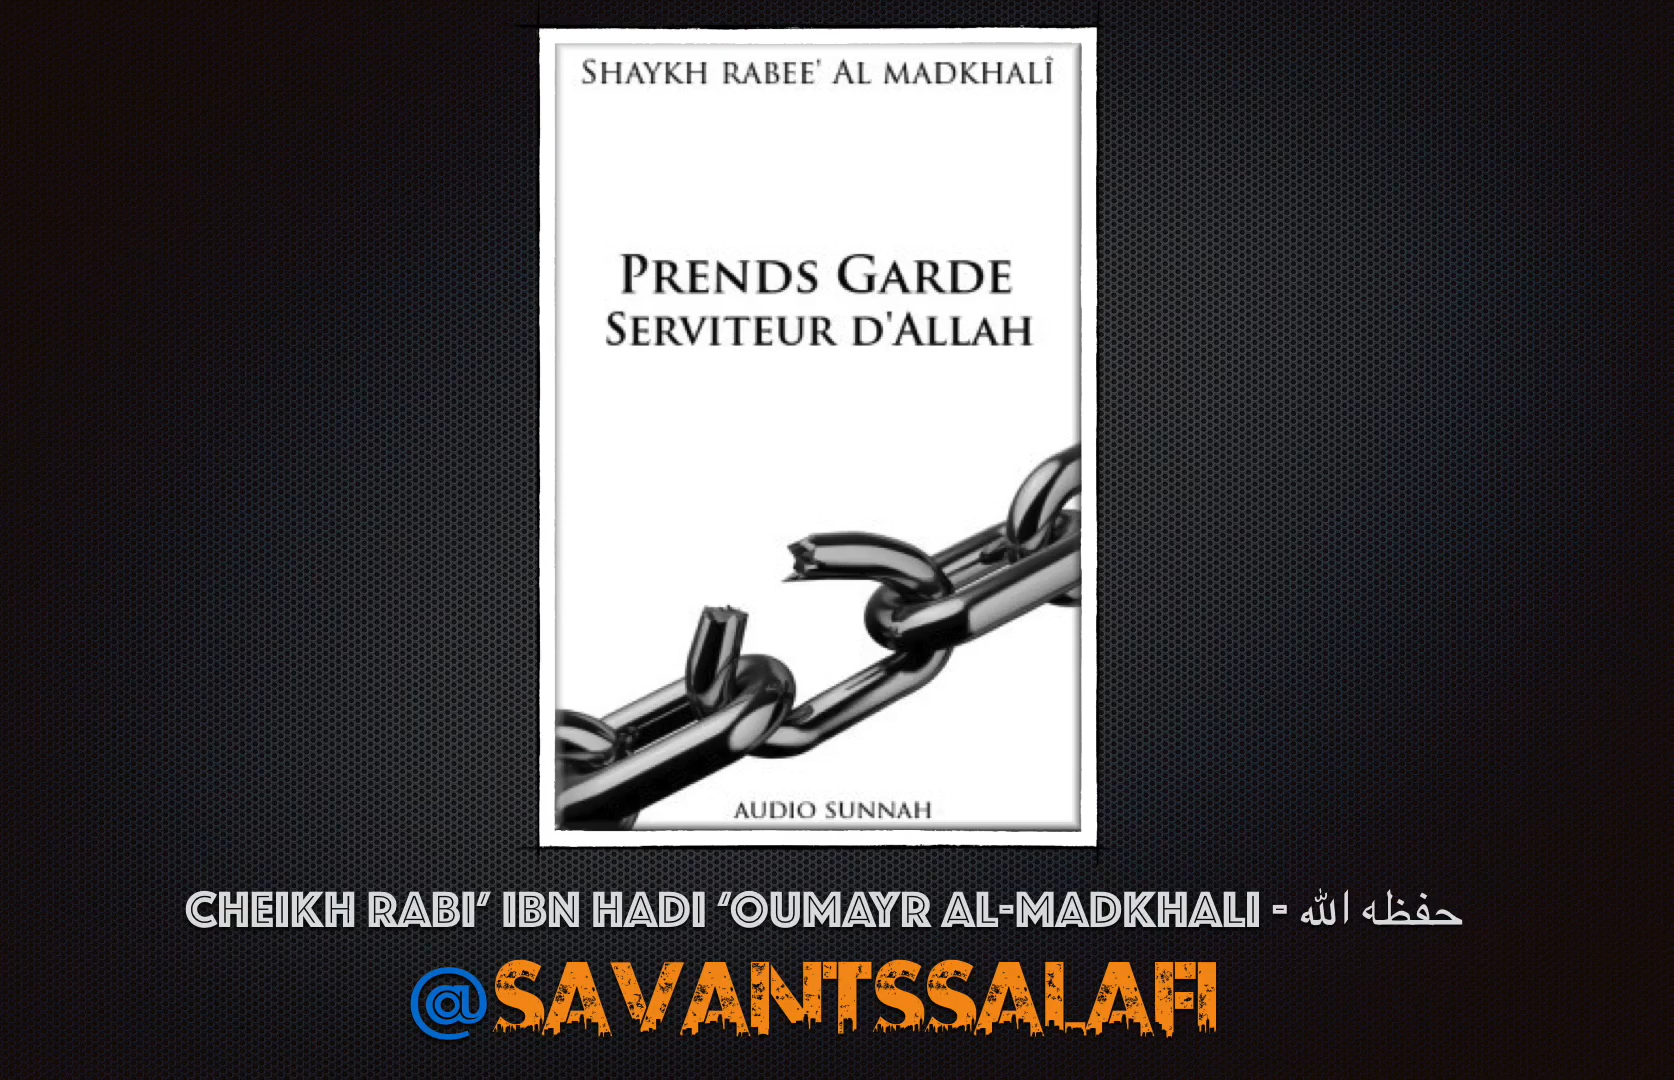 SHAYKH RABEE' AL MADKHALÎ
PRENDS GARDE
SERVITEUR D'ALLAH
AUDIO SUNNAH
CHEIKH RABI’ IBN HADI ‘OUMAYR AL-MADKHALI - حفظه الله
@SAVANTSSALAFI